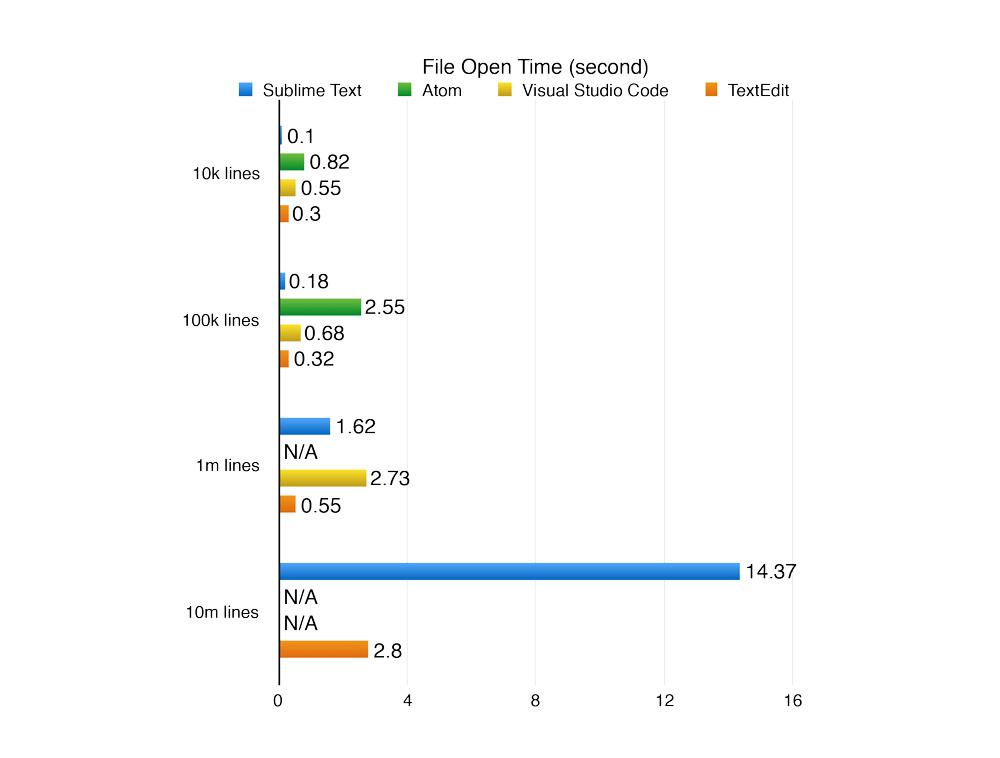 File Open Time (second)
Sublime Text Atom Visual Studio Code TextEdit
0.1
0.82
10k lines
0.55
0.3
0.18
2.55
100k lines
0.68
0.32
1.62
N/A
1m lines
2.73
0.55
14.37
N/A
10m lines
N/A
2.8
0 4 8 12 16